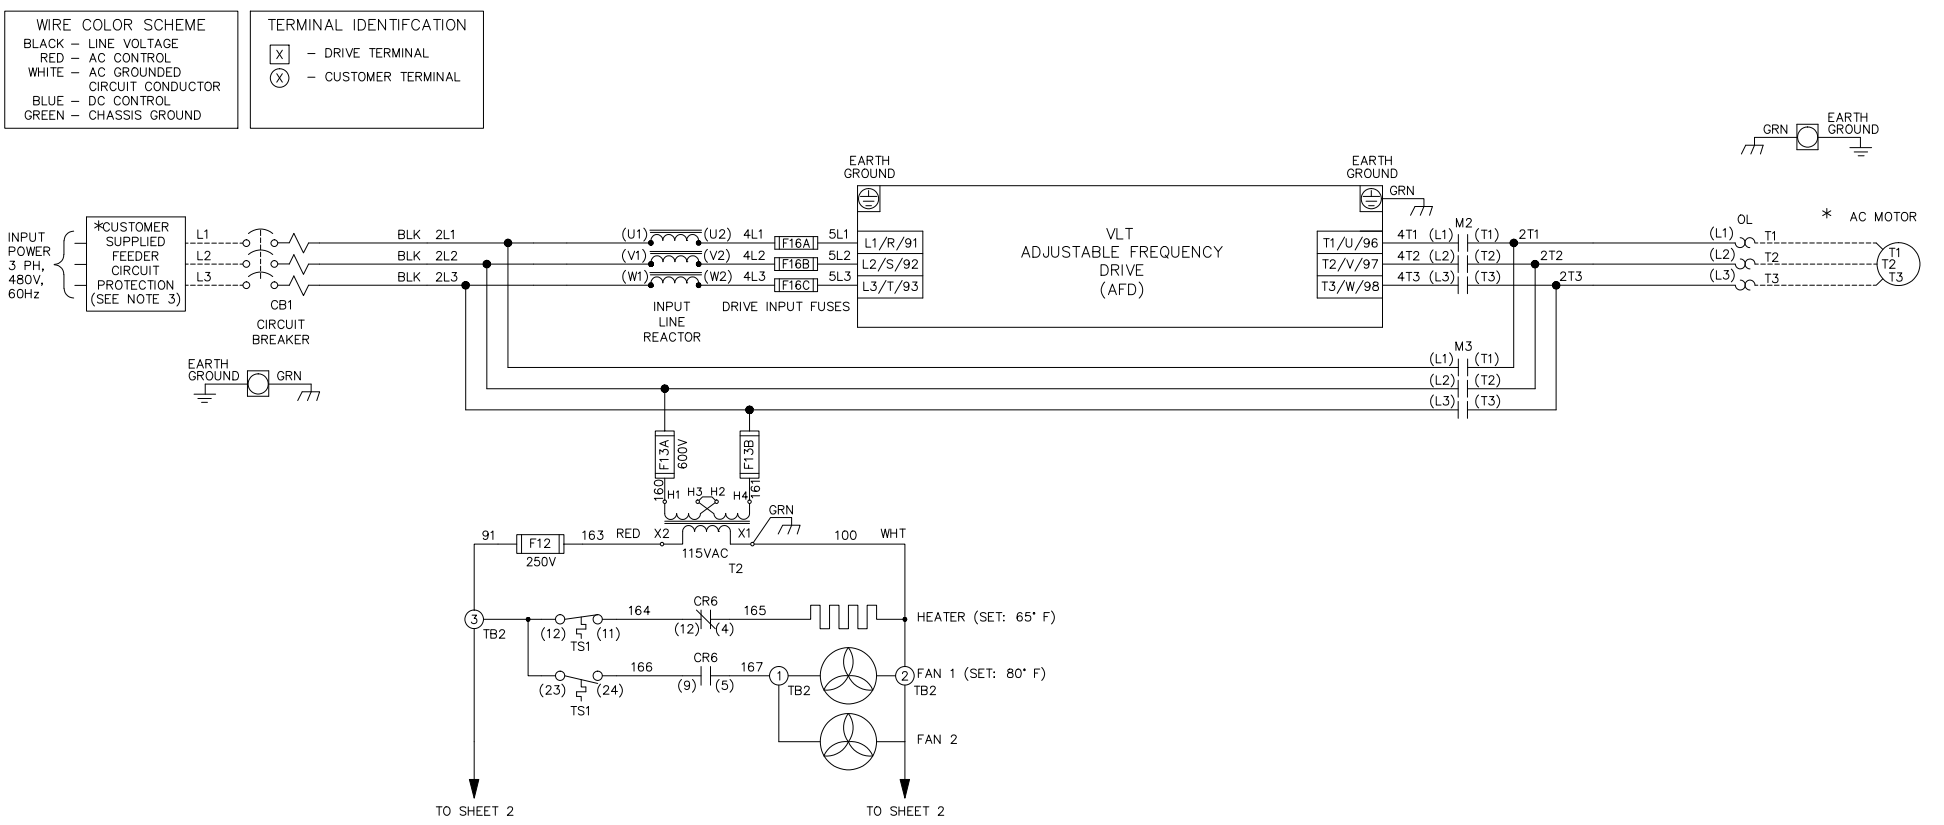 WIRE COLOR SCHEME
BLACK – LINE VOLTAGE
RED – AC CONTROL
WHITE – AC GROUNDED
CIRCUIT CONDUCTOR
BLUE – DC CONTROL
GREEN – CHASSIS GROUND
TERMINAL IDENTIFCATION
X – DRIVE TERMINAL
X – CUSTOMER TERMINAL
GRN
EARTH
GROUND
INPUT
POWER
3 PH,
480V,
60Hz
*CUSTOMER
SUPPLIED
FEEDER
CIRCUIT
PROTECTION
(SEE NOTE 3)
L1
L2
L3
CB1
CIRCUIT
BREAKER
BLK 2L1
BLK 2L2
BLK 2L3
(U1) (U2) 4L1 F16A 5L1
(V1) (V2) 4L2 F16B 5L2
(W1) (W2) 4L3 F16C 5L3
INPUT
LINE
REACTOR
DRIVE INPUT FUSES
EARTH
GROUND
L1/R/91
L2/S/92
L3/T/93
VLT
ADJUSTABLE FREQUENCY
DRIVE
(AFD)
EARTH
GROUND
GRN
T1/U/96
T2/V/97
T3/W/98
M2
4T1 (L1) (T1) 2T1
4T2 (L2) (T2) 2T2
4T3 (L3) (T3) 2T3
OL
(L1) T1
(L2) T2
(L3) T3
* AC MOTOR
T1
T2
T3
M3
(L1) (T1)
(L2) (T2)
(L3) (T3)
EARTH
GROUND
GRN
F13A
600V
F13B
160
161
H1 H3 H2 H4
GRN
91 F12 163 RED X2 X1 100 WHT
250V
115VAC
T2
3
TB2
(12) (11)
TS1
164
CR6
(12) (4)
165
HEATER (SET: 65° F)
(23) (24)
TS1
166
CR6
(9) (5)
167
1
TB2
2
TB2
FAN 1 (SET: 80° F)
FAN 2
TO SHEET 2
TO SHEET 2